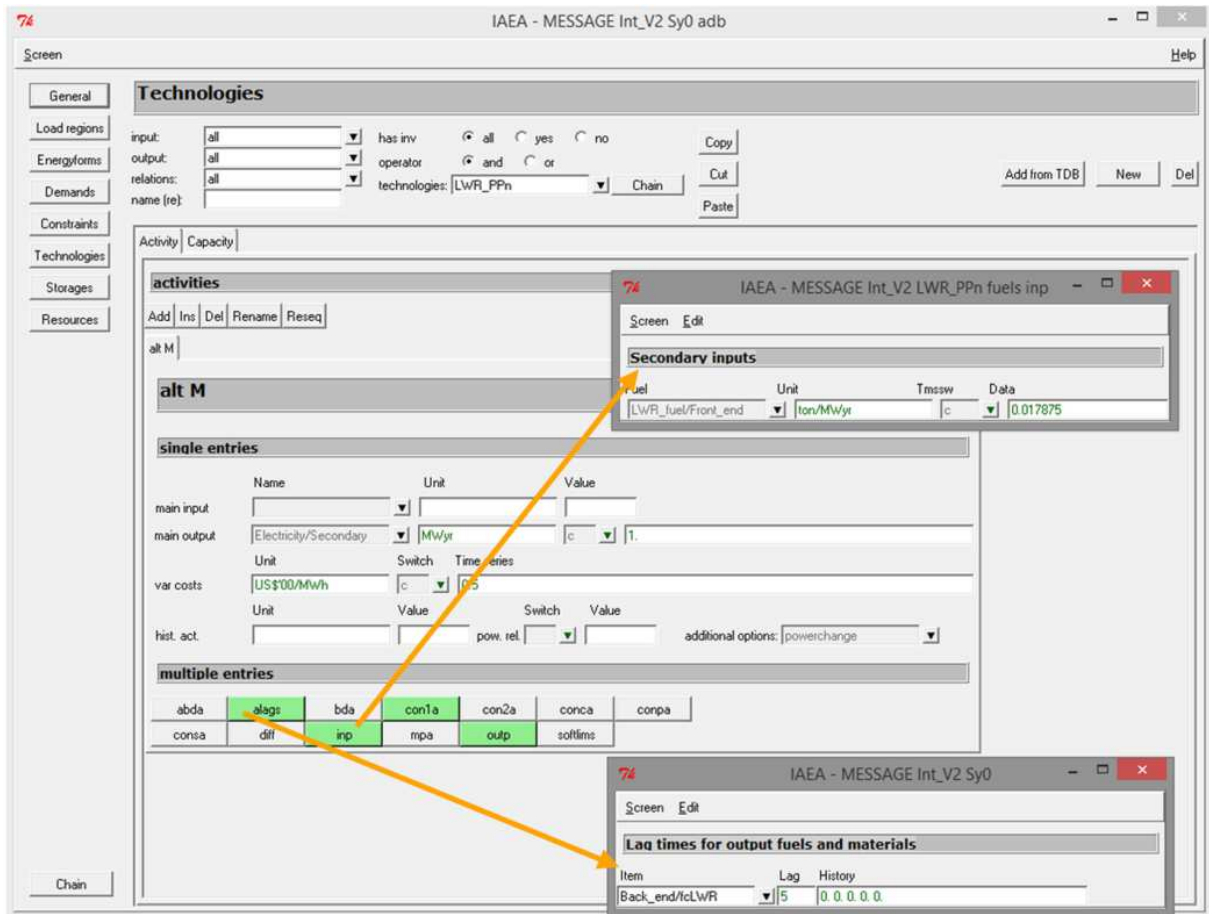 IAEA - MESSAGE Int_V2 Sy0 adb
Screen Help
General
Load regions
Energyforms
Demands
Constraints
Technologies
Storages
Resources
Chain
Technologies
input: all has inv all yes no
output: all operator and or
relations: all technologies: LWR_PPn Chain
name (re):
Copy
Cut
Paste
Add from TDB New Del
Activity Capacity
activities
Add Ins Del Rename Reseq
alt M
alt M
single entries
Name Unit Value
main input
main output Electricity/Secondary MWyr c 1.
Unit Switch Time series
var costs US$'00/MWh c 0.5
Unit Value Switch Value
hist. act. pow. rel. additional options: powerchange
multiple entries
abda alags bda con1a con2a conca conpa
consa diff inp mpa outp softlims
IAEA - MESSAGE Int_V2 LWR_PPn fuels inp
Screen Edit
Secondary inputs
Fuel Unit Tmssw Data
LWR_fuel/Front_end ton/MWyr c 0.017875
IAEA - MESSAGE Int_V2 Sy0
Screen Edit
Lag times for output fuels and materials
Item Lag History
Back_end/fcLWR 5 0. 0. 0. 0. 0.